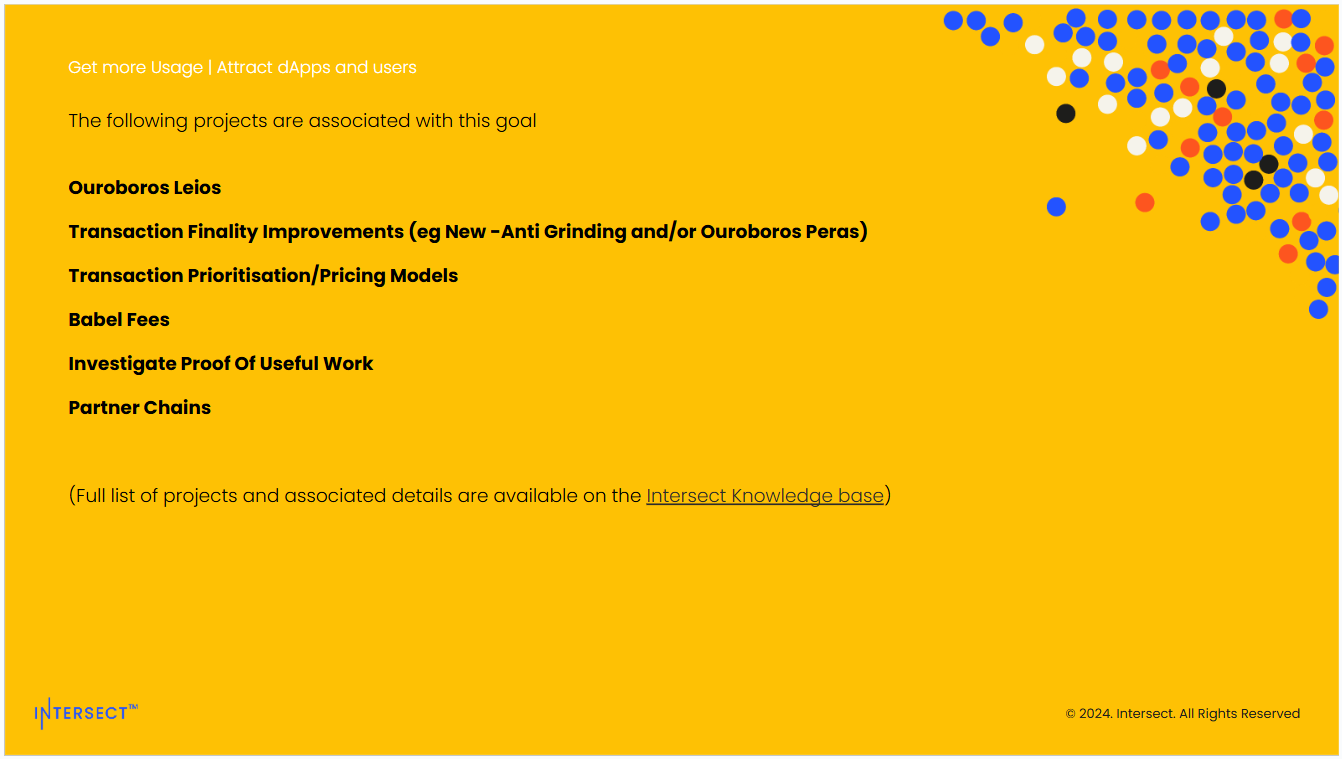 Get more Usage | Attract dApps and users
The following projects are associated with this goal
Ouroboros Leios
Transaction Finality Improvements (eg New -Anti Grinding and/or Ouroboros Peras)
Transaction Prioritisation/Pricing Models
Babel Fees
Investigate Proof Of Useful Work
Partner Chains
(Full list of projects and associated details are available on the Intersect Knowledge base)
INTERSECT™
© 2024. Intersect. All Rights Reserved